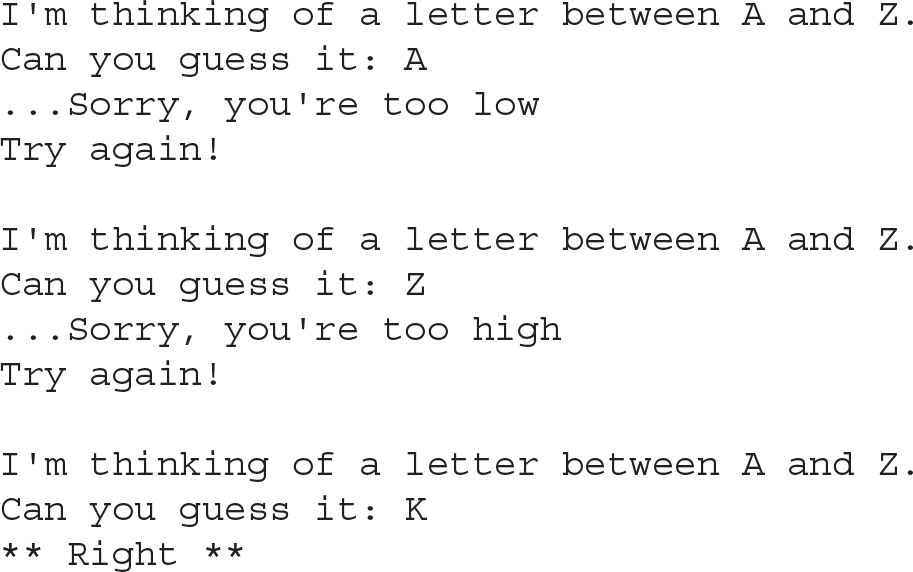 I'm thinking of a letter between A and Z.
Can you guess it: A
...Sorry, you're too low
Try again!

I'm thinking of a letter between A and Z.
Can you guess it: Z
...Sorry, you're too high
Try again!

I'm thinking of a letter between A and Z.
Can you guess it: K
** Right **